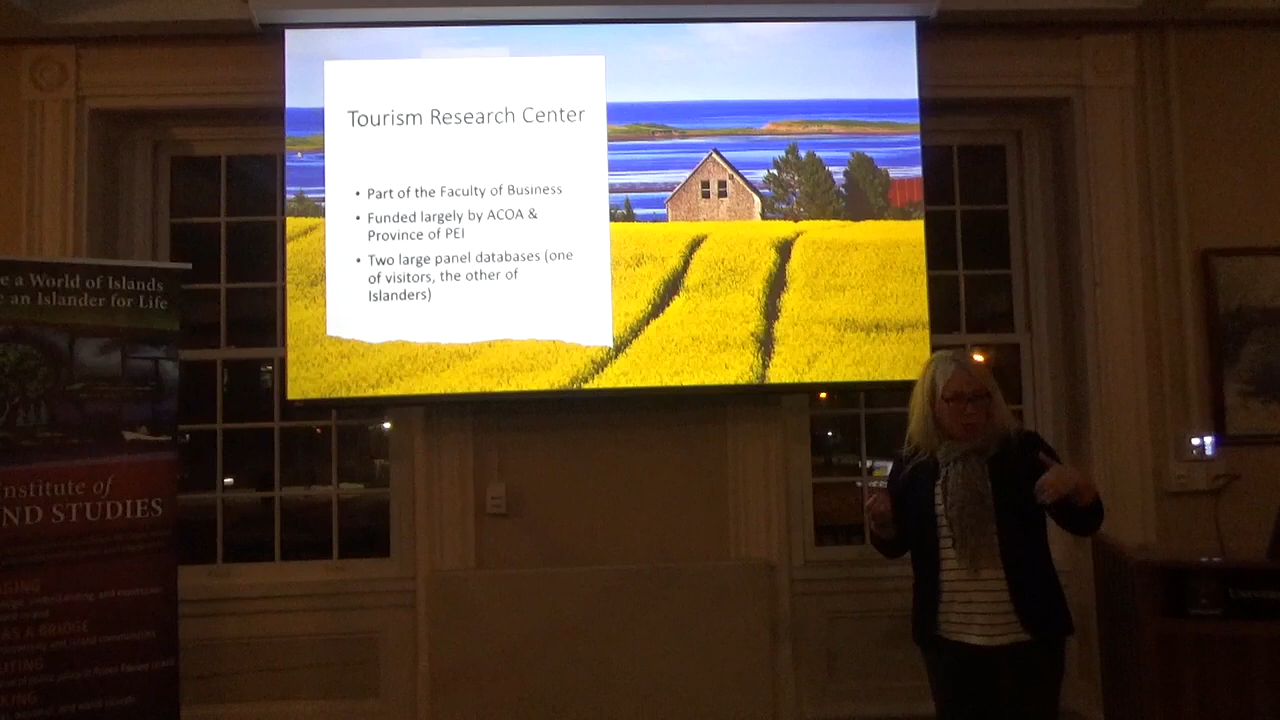 Tourism Research Center
• Part of the Faculty of Business
• Funded largely by ACOA &
Province of PEI
• Two large panel databases (one
of visitors, the other of
Islanders)
e a World of Islands
e an Islander for Life
Institute of
ND STUDIES
AS A BRIDGE